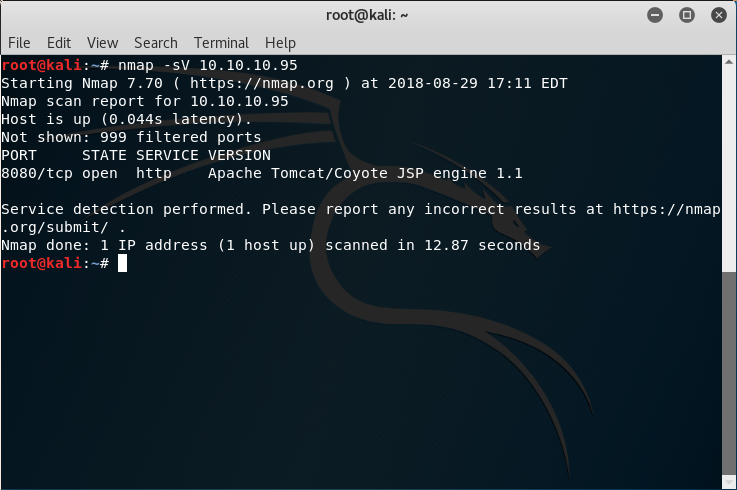 root@kali: ~
File Edit View Search Terminal Help
root@kali:~# nmap -sV 10.10.10.95
Starting Nmap 7.70 ( https://nmap.org ) at 2018-08-29 17:11 EDT
Nmap scan report for 10.10.10.95
Host is up (0.044s latency).
Not shown: 999 filtered ports
PORT     STATE SERVICE VERSION
8080/tcp open  http    Apache Tomcat/Coyote JSP engine 1.1
Service detection performed. Please report any incorrect results at https://nmap
.org/submit/ .
Nmap done: 1 IP address (1 host up) scanned in 12.87 seconds
root@kali:~#